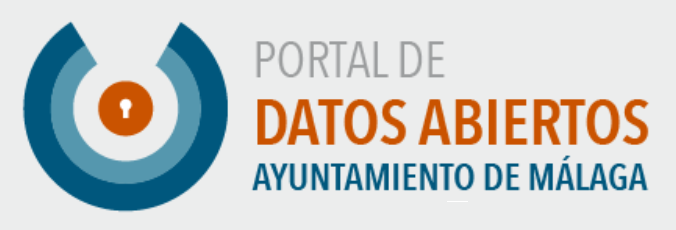 PORTAL DE
DATOS ABIERTOS
AYUNTAMIENTO DE MÁLAGA